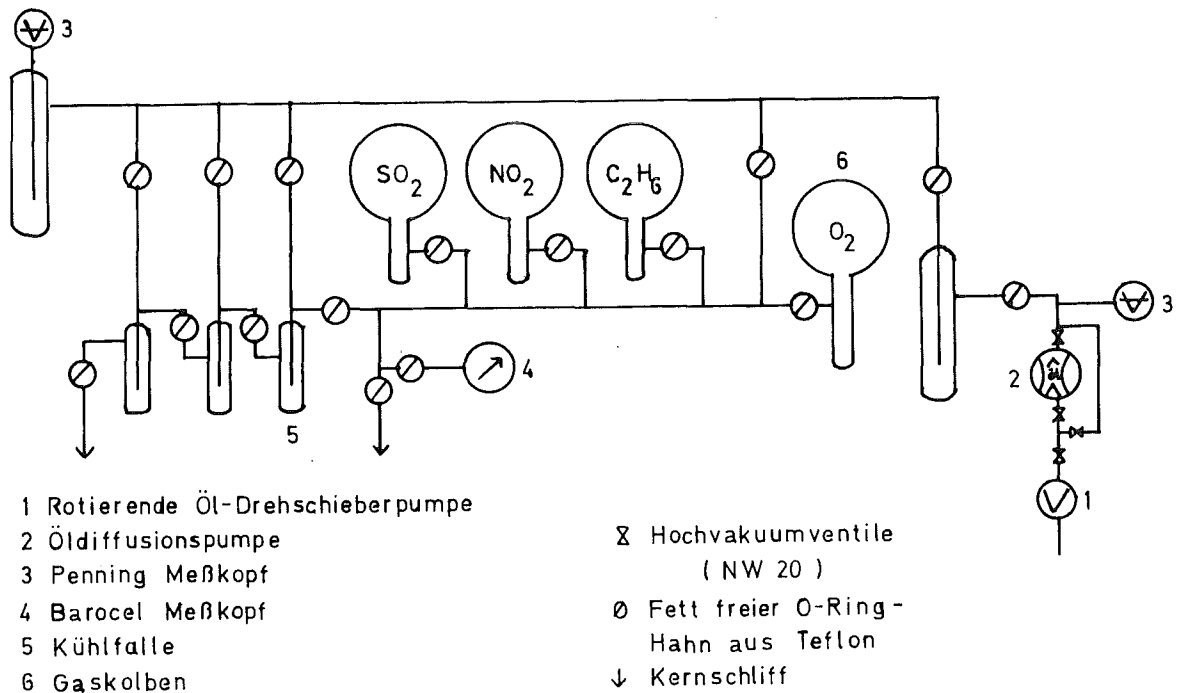 3
6
SO2
NO2
C2H6
O2
3
4
2
5
1
1 Rotierende Öl-Drehschieberpumpe
2 Öldiffusionspumpe
3 Penning Meßkopf
4 Barocel Meßkopf
5 Kühlfalle
6 Gaskolben
Hochvakuumventile
( NW 20 )
Fett freier O-Ring-
Hahn aus Teflon
Kernschliff